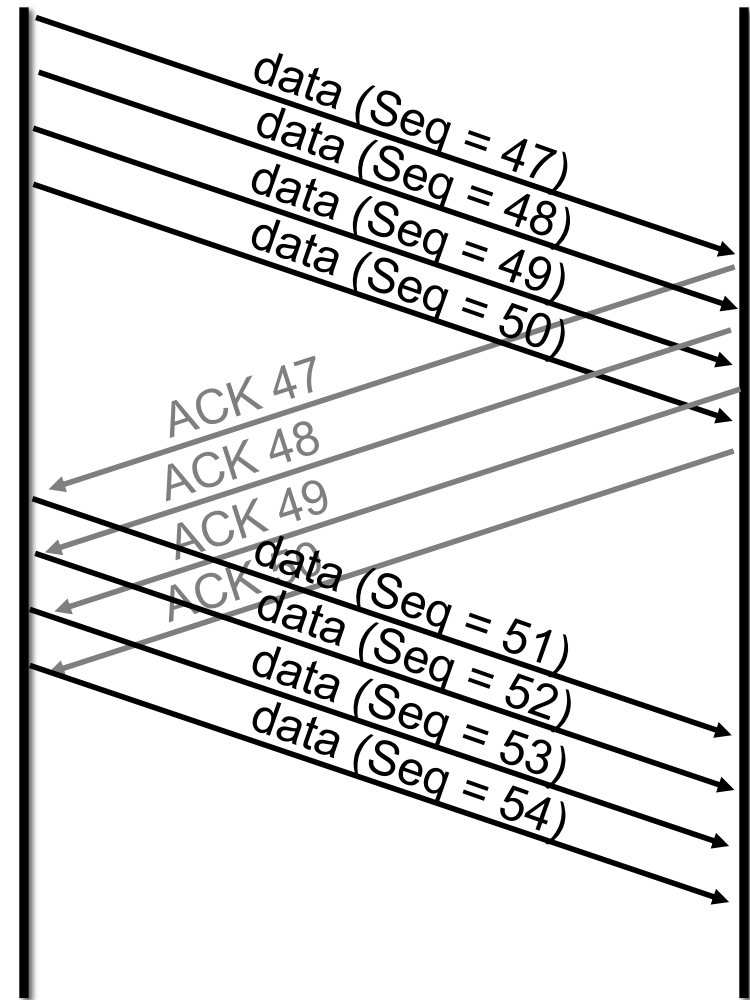 data (Seq = 47)
data (Seq = 48)
data (Seq = 49)
data (Seq = 50)
ACK 47
ACK 48
ACK 49
ACK
data (Seq = 51)
data (Seq = 52)
data (Seq = 53)
data (Seq = 54)